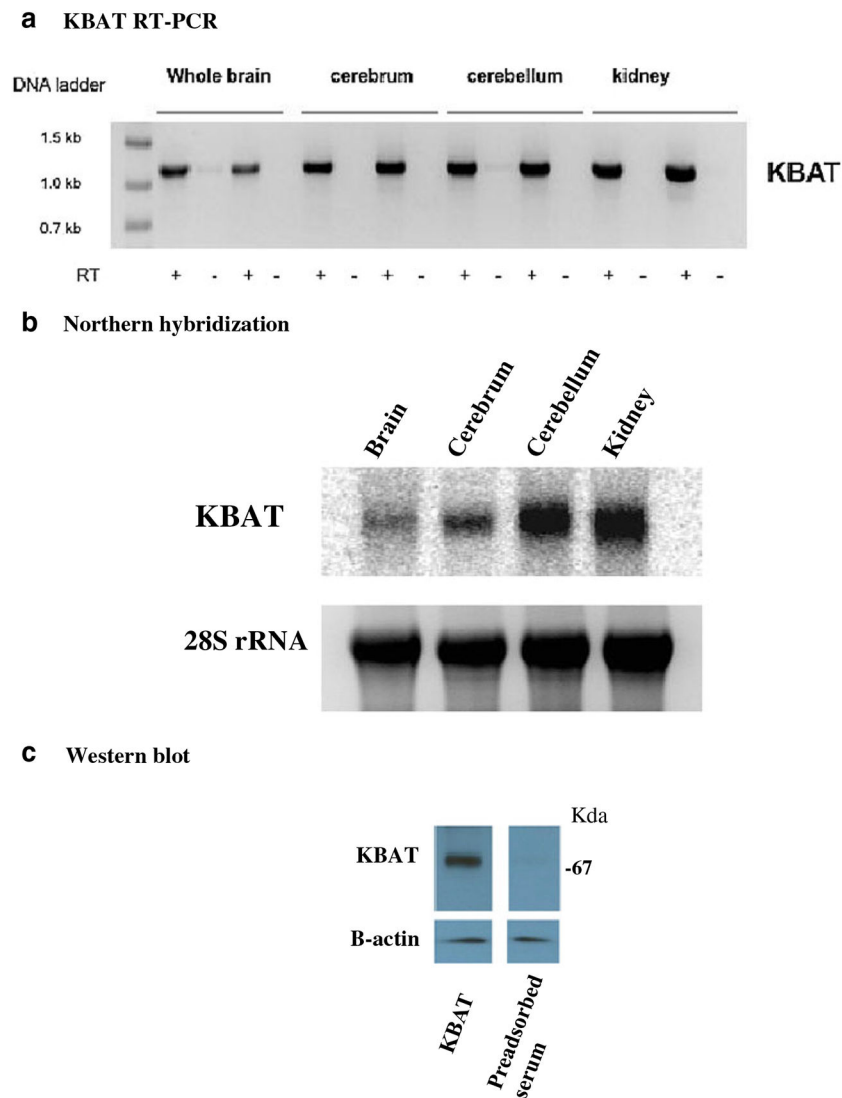 a KBAT RT-PCR
Whole brain cerebrum cerebellum kidney
DNA ladder
1.5 kb
1.0 kb
0.7 kb
KBAT
RT + - + - + - + - + - + - + - + -
b Northern hybridization
Brain Cerebrum Cerebellum Kidney
KBAT
28S rRNA
c Western blot
Kda
KBAT
-67
B-actin
KBAT Preadsorbed
serum